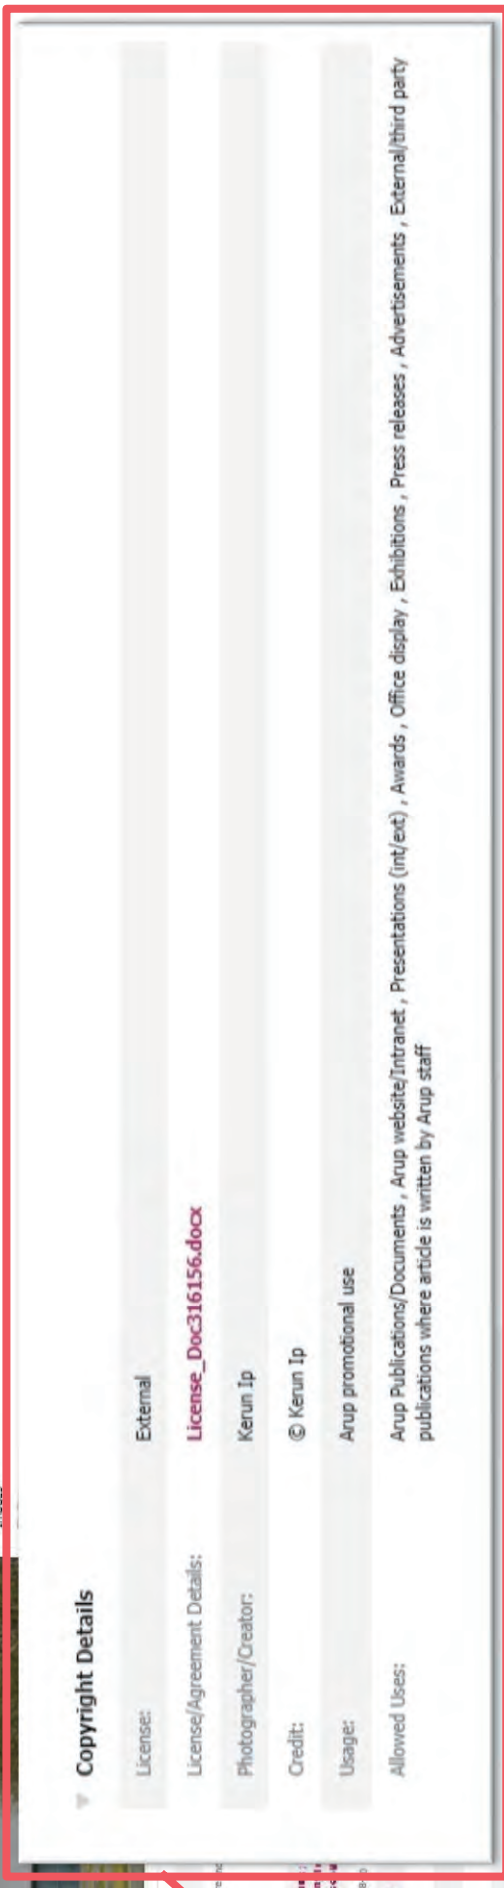 Copyright Details
License: External
License/Agreement Details: License_Doc316156.docx
Photographer/Creator: Kerun Ip
Credit: © Kerun Ip
Usage: Arup promotional use
Allowed Uses: Arup Publications/Documents , Arup website/Intranet , Presentations (int/ext) , Awards , Office display , Exhibitions , Press releases , Advertisements , External/third party
publications where article is written by Arup staff